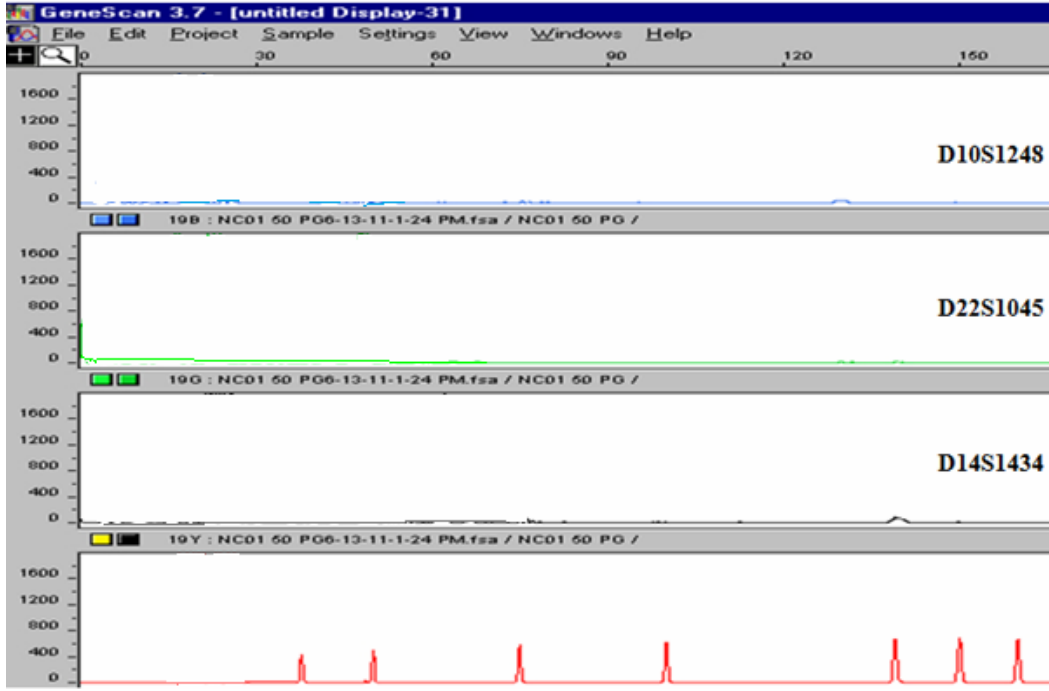 GeneScan 3.7 - [untitled Display-31]
File Edit Project Sample Settings View Windows Help
0 30 60 90 120 150
1600
1200
800
D10S1248
400
0
19B : NC01 50 PG6-13-11-1-24 PM.fsa / NC01 50 PG /
1600
1200
800
D22S1045
400
0
19G : NC01 50 PG6-13-11-1-24 PM.fsa / NC01 50 PG /
1600
1200
800
D14S1434
400
0
19Y : NC01 50 PG6-13-11-1-24 PM.fsa / NC01 50 PG /
1600
1200
800
400
0